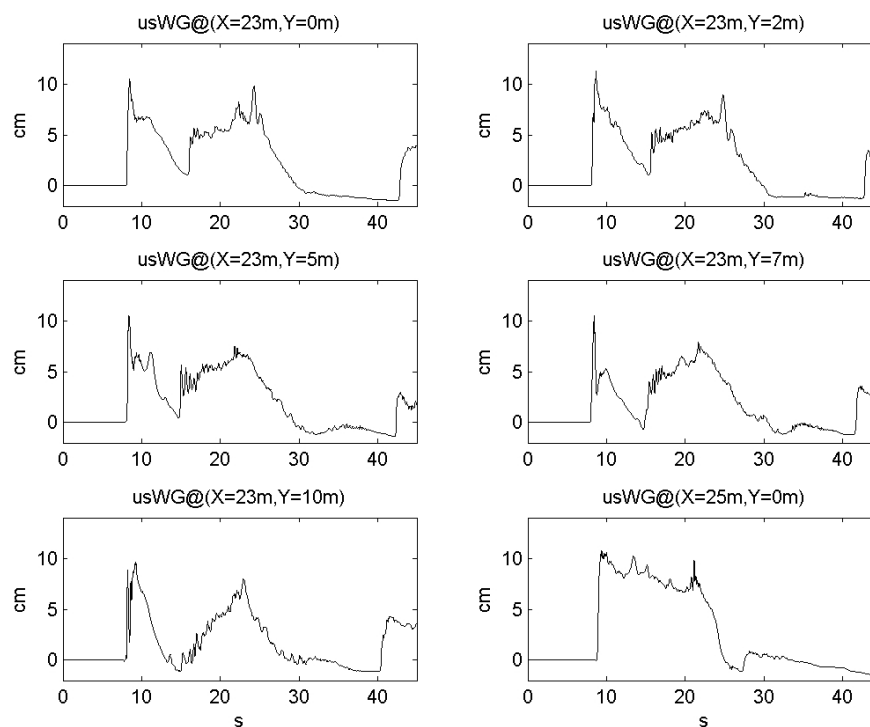 usWG@(X=23m,Y=0m)
usWG@(X=23m,Y=2m)
cm
10
5
0
0 10 20 30 40
cm
10
5
0
0 10 20 30 40
usWG@(X=23m,Y=5m)
usWG@(X=23m,Y=7m)
cm
10
5
0
0 10 20 30 40
cm
10
5
0
0 10 20 30 40
usWG@(X=23m,Y=10m)
usWG@(X=25m,Y=0m)
cm
10
5
0
0 10 20 30 40
s
cm
10
5
0
0 10 20 30 40
s